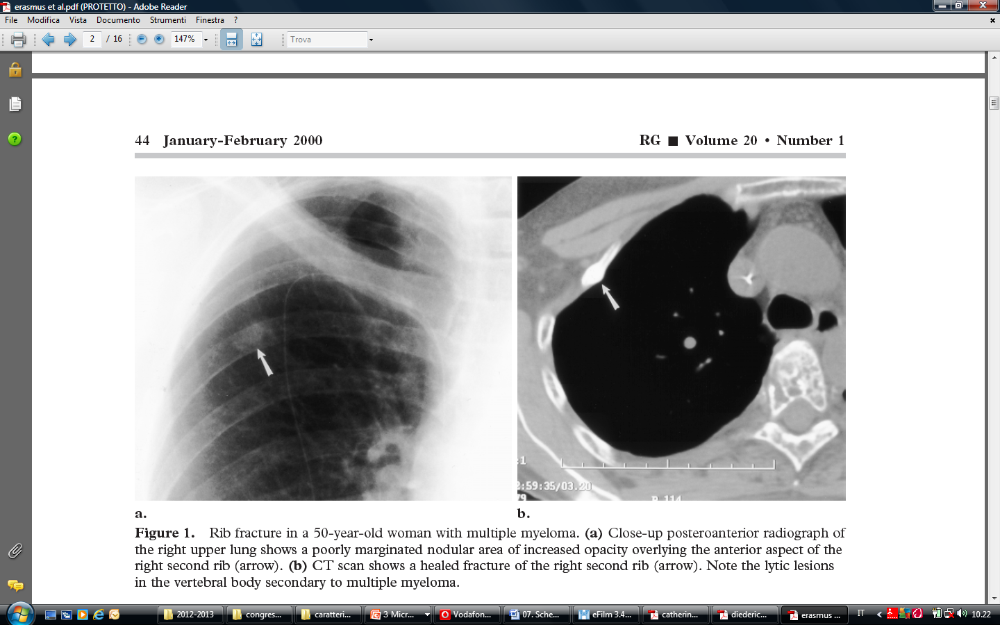 erasmus et al.pdf (PROTETTO) - Adobe Reader
File Modifica Vista Documento Strumenti Finestra ?
2 / 16 147% Trova
44 January-February 2000 RG ■ Volume 20 • Number 1
:1
2:59:35/03.20
79 R 114
a. b.
Figure 1. Rib fracture in a 50-year-old woman with multiple myeloma. (a) Close-up posteroanterior radiograph of
the right upper lung shows a poorly marginated nodular area of increased opacity overlying the anterior aspect of the
right second rib (arrow). (b) CT scan shows a healed fracture of the right second rib (arrow). Note the lytic lesions
in the vertebral body secondary to multiple myeloma.
2012-2013 congres... caratteri... 3 Micr... Vodafon... 07. Sche... eFilm 3.4... catherin... diederic... erasmus ... IT 10.22